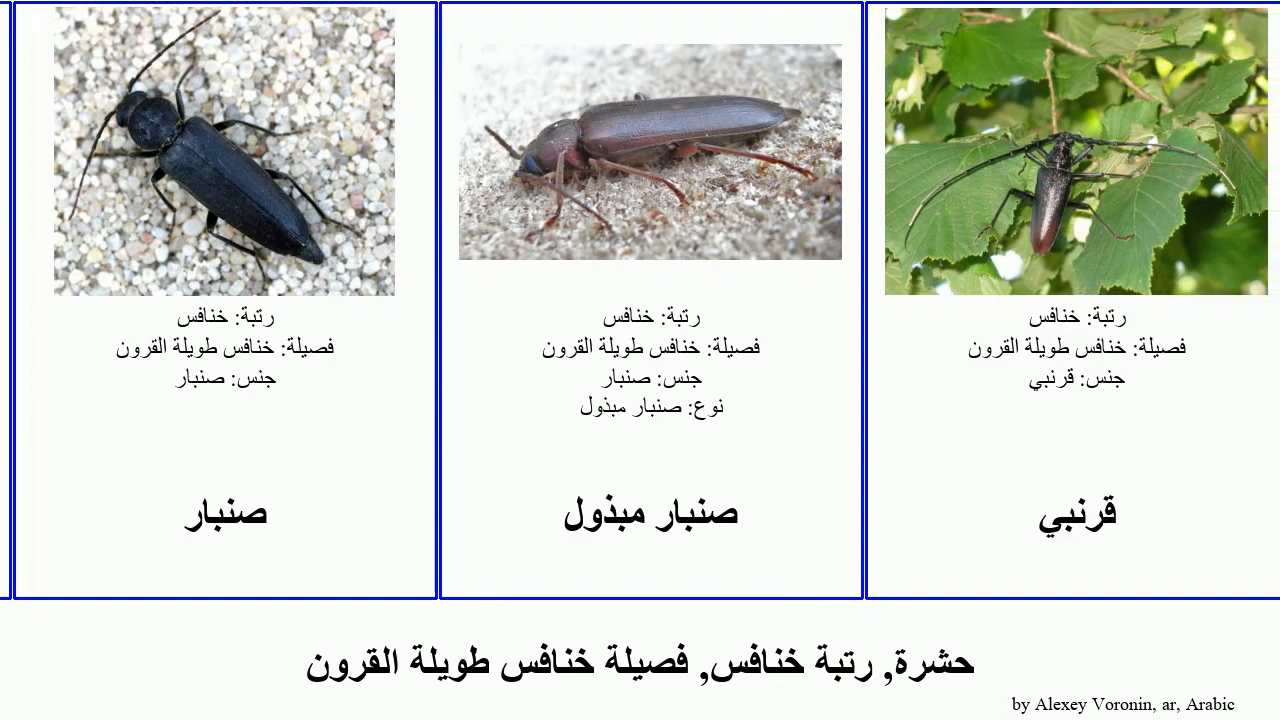 رتبة: خنافس
فصيلة: خنافس طويلة القرون
جنس: صنبار
صنبار
رتبة: خنافس
فصيلة: خنافس طويلة القرون
جنس: صنبار
نوع: صنبار مبذول
صنبار مبذول
رتبة: خنافس
فصيلة: خنافس طويلة القرون
جنس: قرنبي
قرنبي
حشرة, رتبة خنافس, فصيلة خنافس طويلة القرون
by Alexey Voronin, ar, Arabic